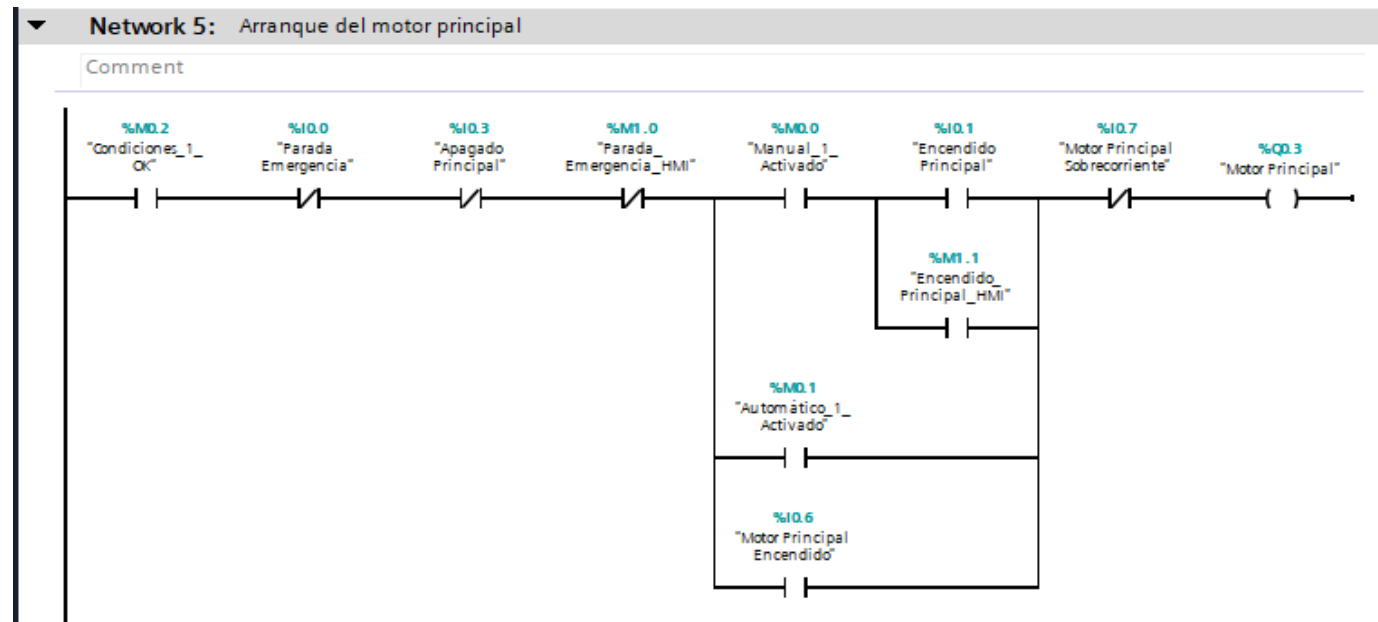 Network 5: Arranque del motor principal
Comment
%M0.2
"Condiciones_1_
OK"
%I0.0
"Parada
Emergencia"
%I0.3
"Apagado
Principal"
%M1.0
"Parada_
Emergencia_HMI"
%M0.0
"Manual_1_
Activado"
%I0.1
"Encendido
Principal"
%I0.7
"Motor Principal
Sobrecorriente"
%Q0.3
"Motor Principal"
%M1.1
"Encendido_
Principal_HMI"
%M0.1
"Automático_1_
Activado"
%I0.6
"Motor Principal
Encendido"